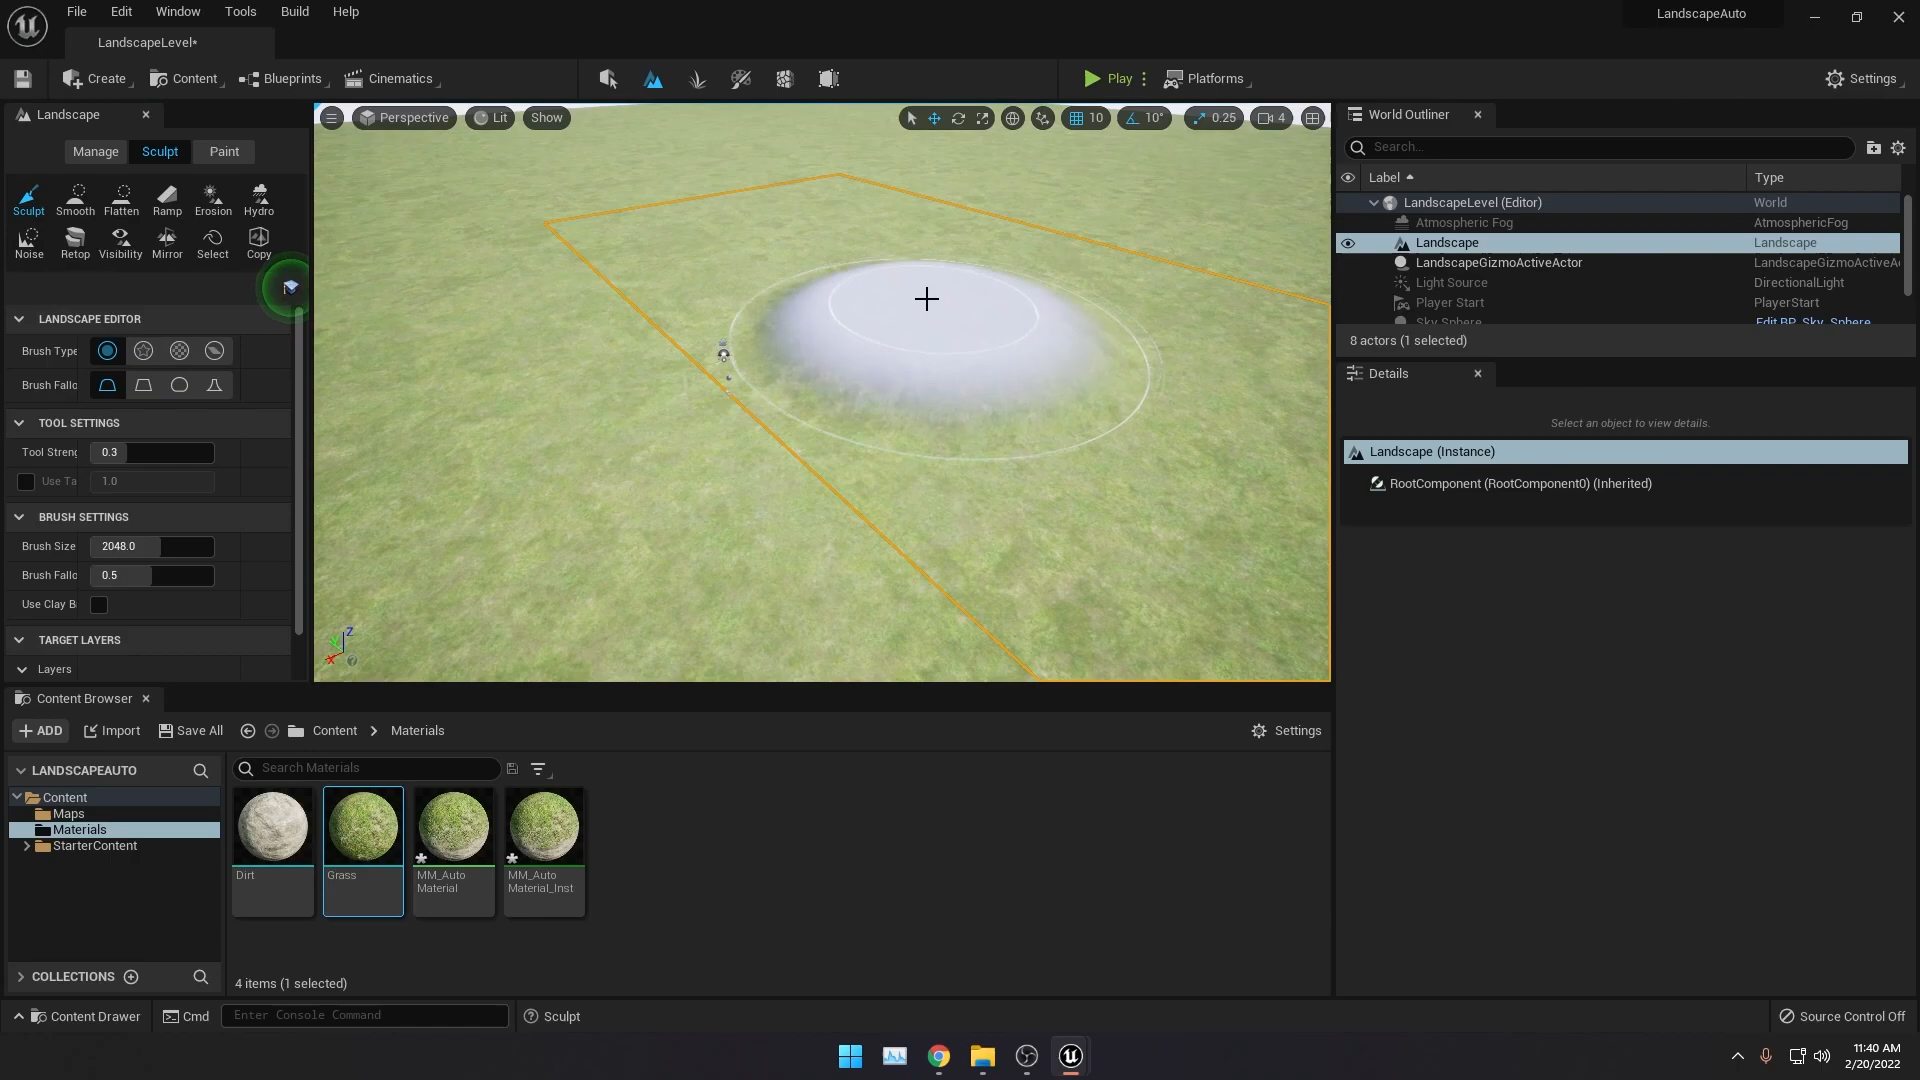 File Edit Window Tools Build Help
LandscapeAuto
LandscapeLevel*
Create Content Blueprints Cinematics Play Platforms Settings
Landscape
Manage Sculpt Paint
Sculpt Smooth Flatten Ramp Erosion Hydro
Noise Retop Visibility Mirror Select Copy
LANDSCAPE EDITOR
Brush Type
Brush Fallo
TOOL SETTINGS
Tool Streng 0.3
Use Ta 1.0
BRUSH SETTINGS
Brush Size 2048.0
Brush Fallo 0.5
Use Clay B
TARGET LAYERS
Layers
Perspective Lit Show 10 10° 0.25 4
Z
X
World Outliner
Search...
Label Type
LandscapeLevel (Editor) World
Atmospheric Fog AtmosphericFog
Landscape Landscape
LandscapeGizmoActiveActor LandscapeGizmoActiveA
Light Source DirectionalLight
Player Start PlayerStart
Sky Sphere Edit BP_Sky_Sphere
8 actors (1 selected)
Details
Select an object to view details.
Landscape (Instance)
RootComponent (RootComponent0) (Inherited)
Content Browser
ADD Import Save All Content Materials Settings
LANDSCAPEAUTO
Content
Maps
Materials
StarterContent
COLLECTIONS
Search Materials
Dirt
Grass
MM_Auto
Material
MM_Auto
Material_Inst
4 items (1 selected)
Content Drawer Cmd Enter Console Command Sculpt Source Control Off
11:40 AM
2/20/2022